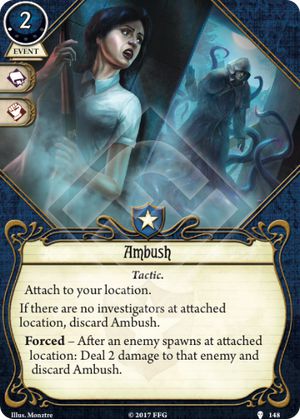 2
EVENT
Ambush
Tactic.
Attach to your location.
If there are no investigators at attached
location, discard Ambush.
Forced – After an enemy spawns at attached
location: Deal 2 damage to that enemy and
discard Ambush.
Illus. Monztre
© 2017 FFG
148